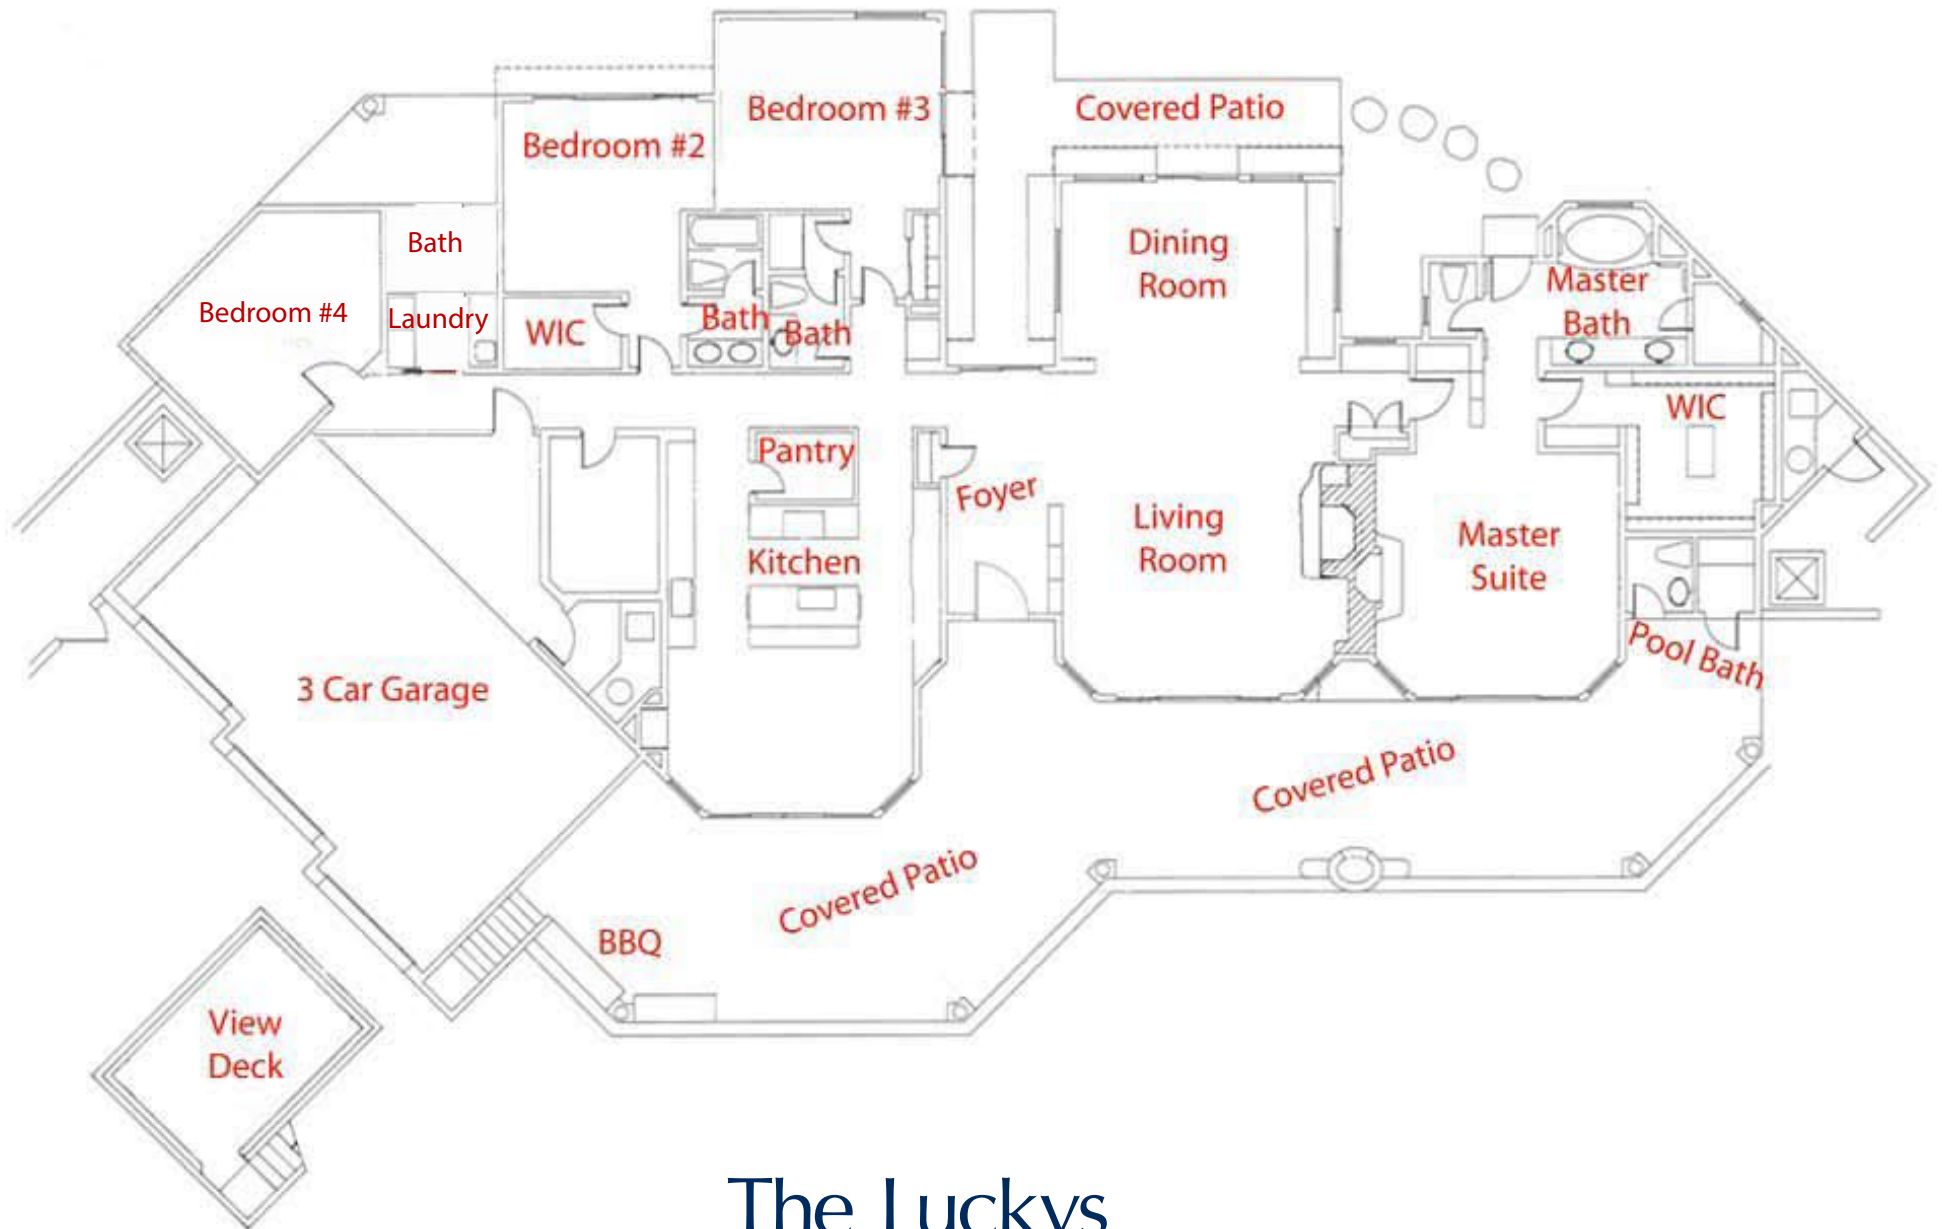 Bedroom #3
Covered Patio
Bedroom #2
Bath
Dining
Room
Master
Bath
Bedroom #4
Laundry
WIC
Bath
Bath
WIC
Pantry
Foyer
Living
Room
Kitchen
Master
Suite
Pool Bath
3 Car Garage
Covered Patio
Covered Patio
BBQ
View
Deck
The Luckys